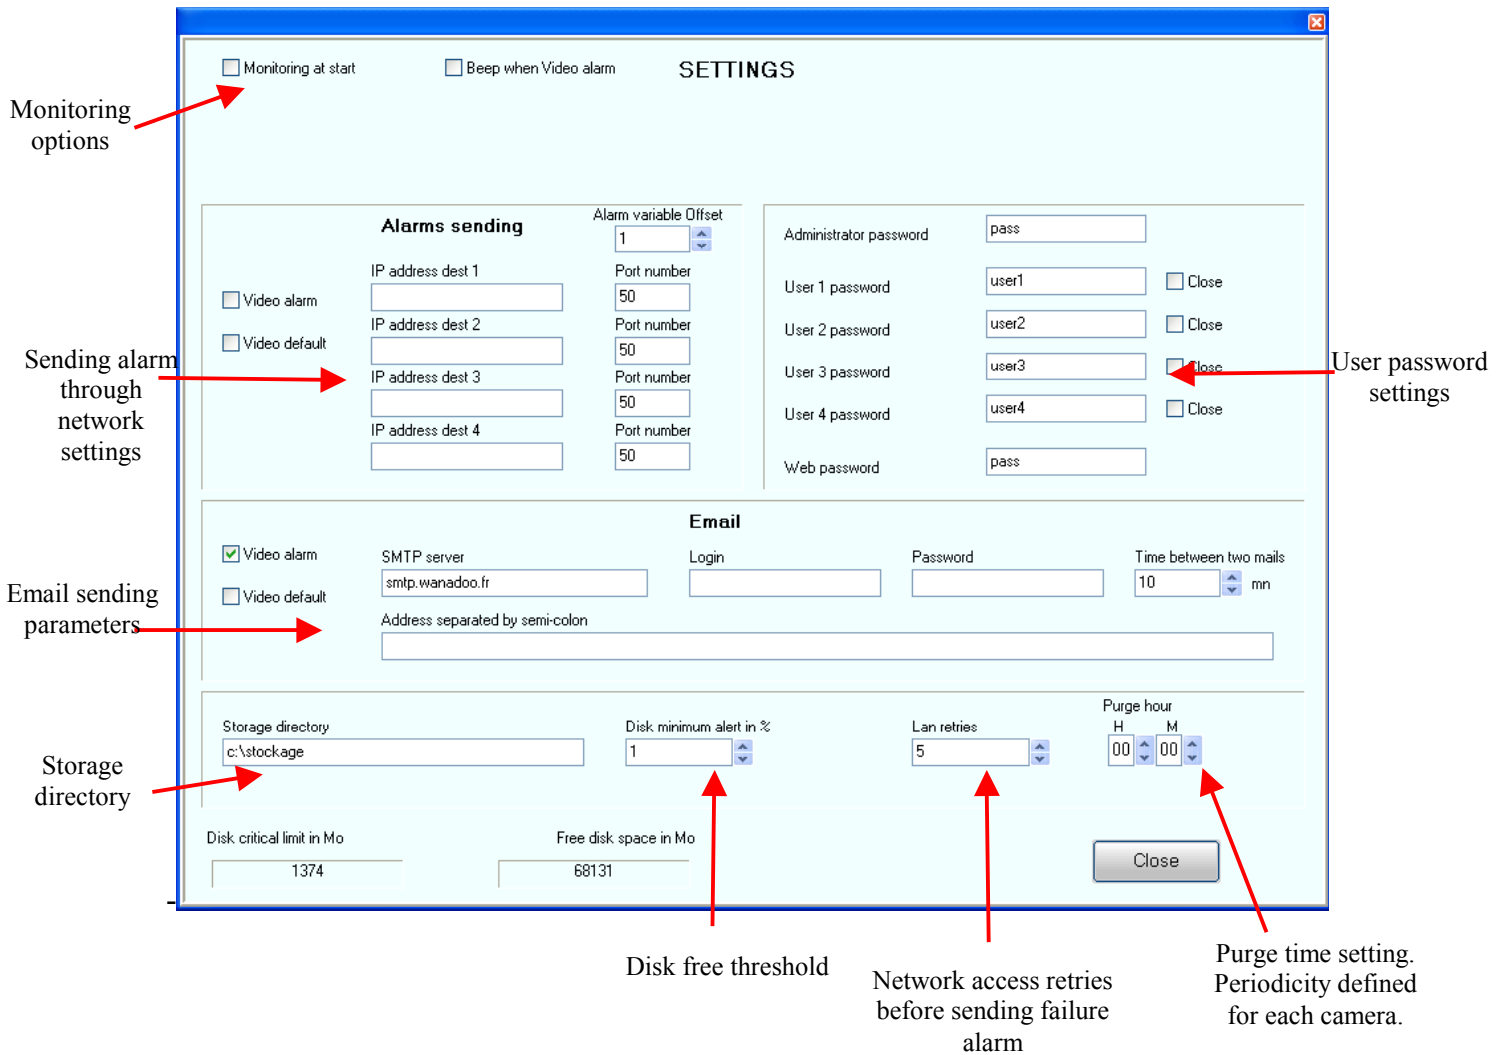 Monitoring at start
Beep when Video alarm
SETTINGS
Monitoring
options
Alarms sending
Alarm variable Offset
1
IP address dest 1
Port number
50
Video alarm
IP address dest 2
Port number
50
Video default
IP address dest 3
Port number
50
IP address dest 4
Port number
50
Sending alarm
through
network
settings
Administrator password
pass
User 1 password
user1
Close
User 2 password
user2
Close
User 3 password
user3
Close
User 4 password
user4
Close
Web password
pass
User password
settings
Email
Video alarm
Video default
SMTP server
smtp.wanadoo.fr
Login
Password
Time between two mails
10
mn
Address separated by semi-colon
Email sending
parameters
Storage directory
c:\stockage
Disk minimum alert in %
1
Lan retries
5
Purge hour
H M
00 00
Storage
directory
Disk critical limit in Mo
1374
Free disk space in Mo
68131
Close
-
Disk free threshold
Network access retries
before sending failure
alarm
Purge time setting.
Periodicity defined
for each camera.